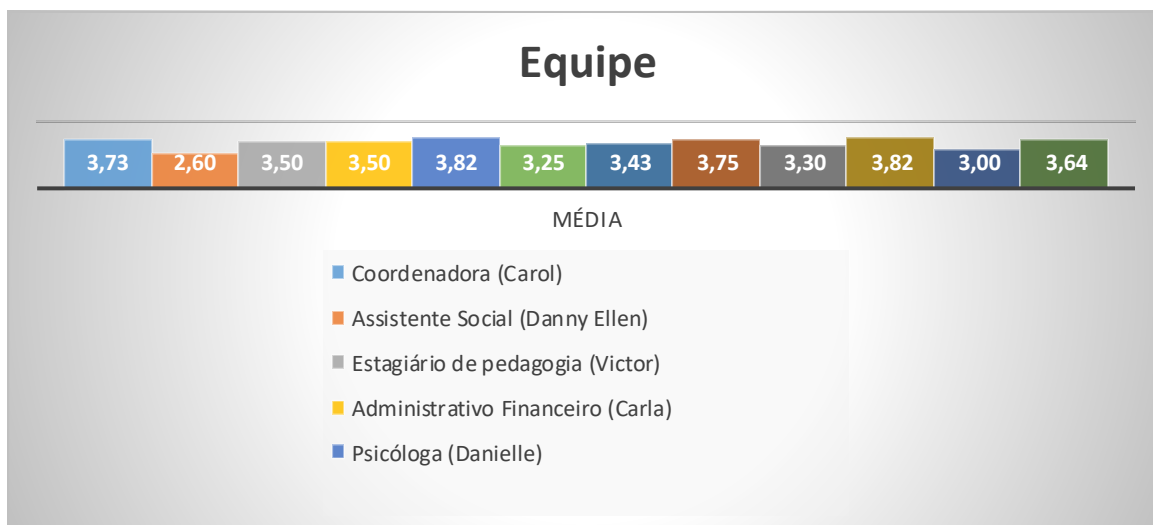 Equipe
3,73 2,60 3,50 3,50 3,82 3,25 3,43 3,75 3,30 3,82 3,00 3,64
MÉDIA
Coordenadora (Carol)
Assistente Social (Danny Ellen)
Estagiário de pedagogia (Victor)
Administrativo Financeiro (Carla)
Psicóloga (Danielle)